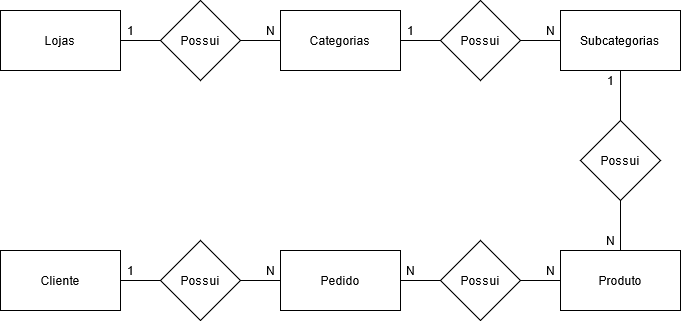 Lojas
1
Possui
N
Categorias
1
Possui
N
Subcategorias
1
Possui
N
Cliente
1
Possui
N
Pedido
N
Possui
N
Produto